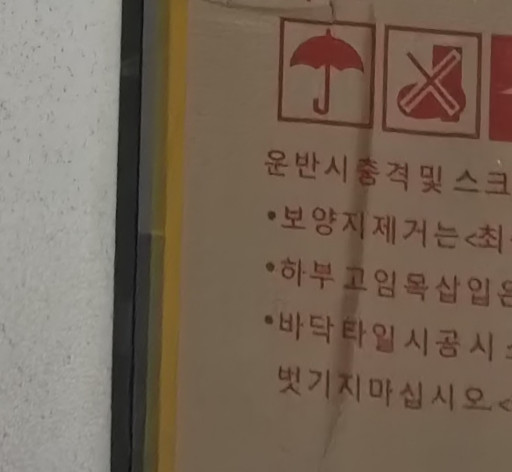 운반시충격및 스크
•보양지제거는<최
•하부고임목삽입은
•바닥타일시공시
벗기지마십시오<